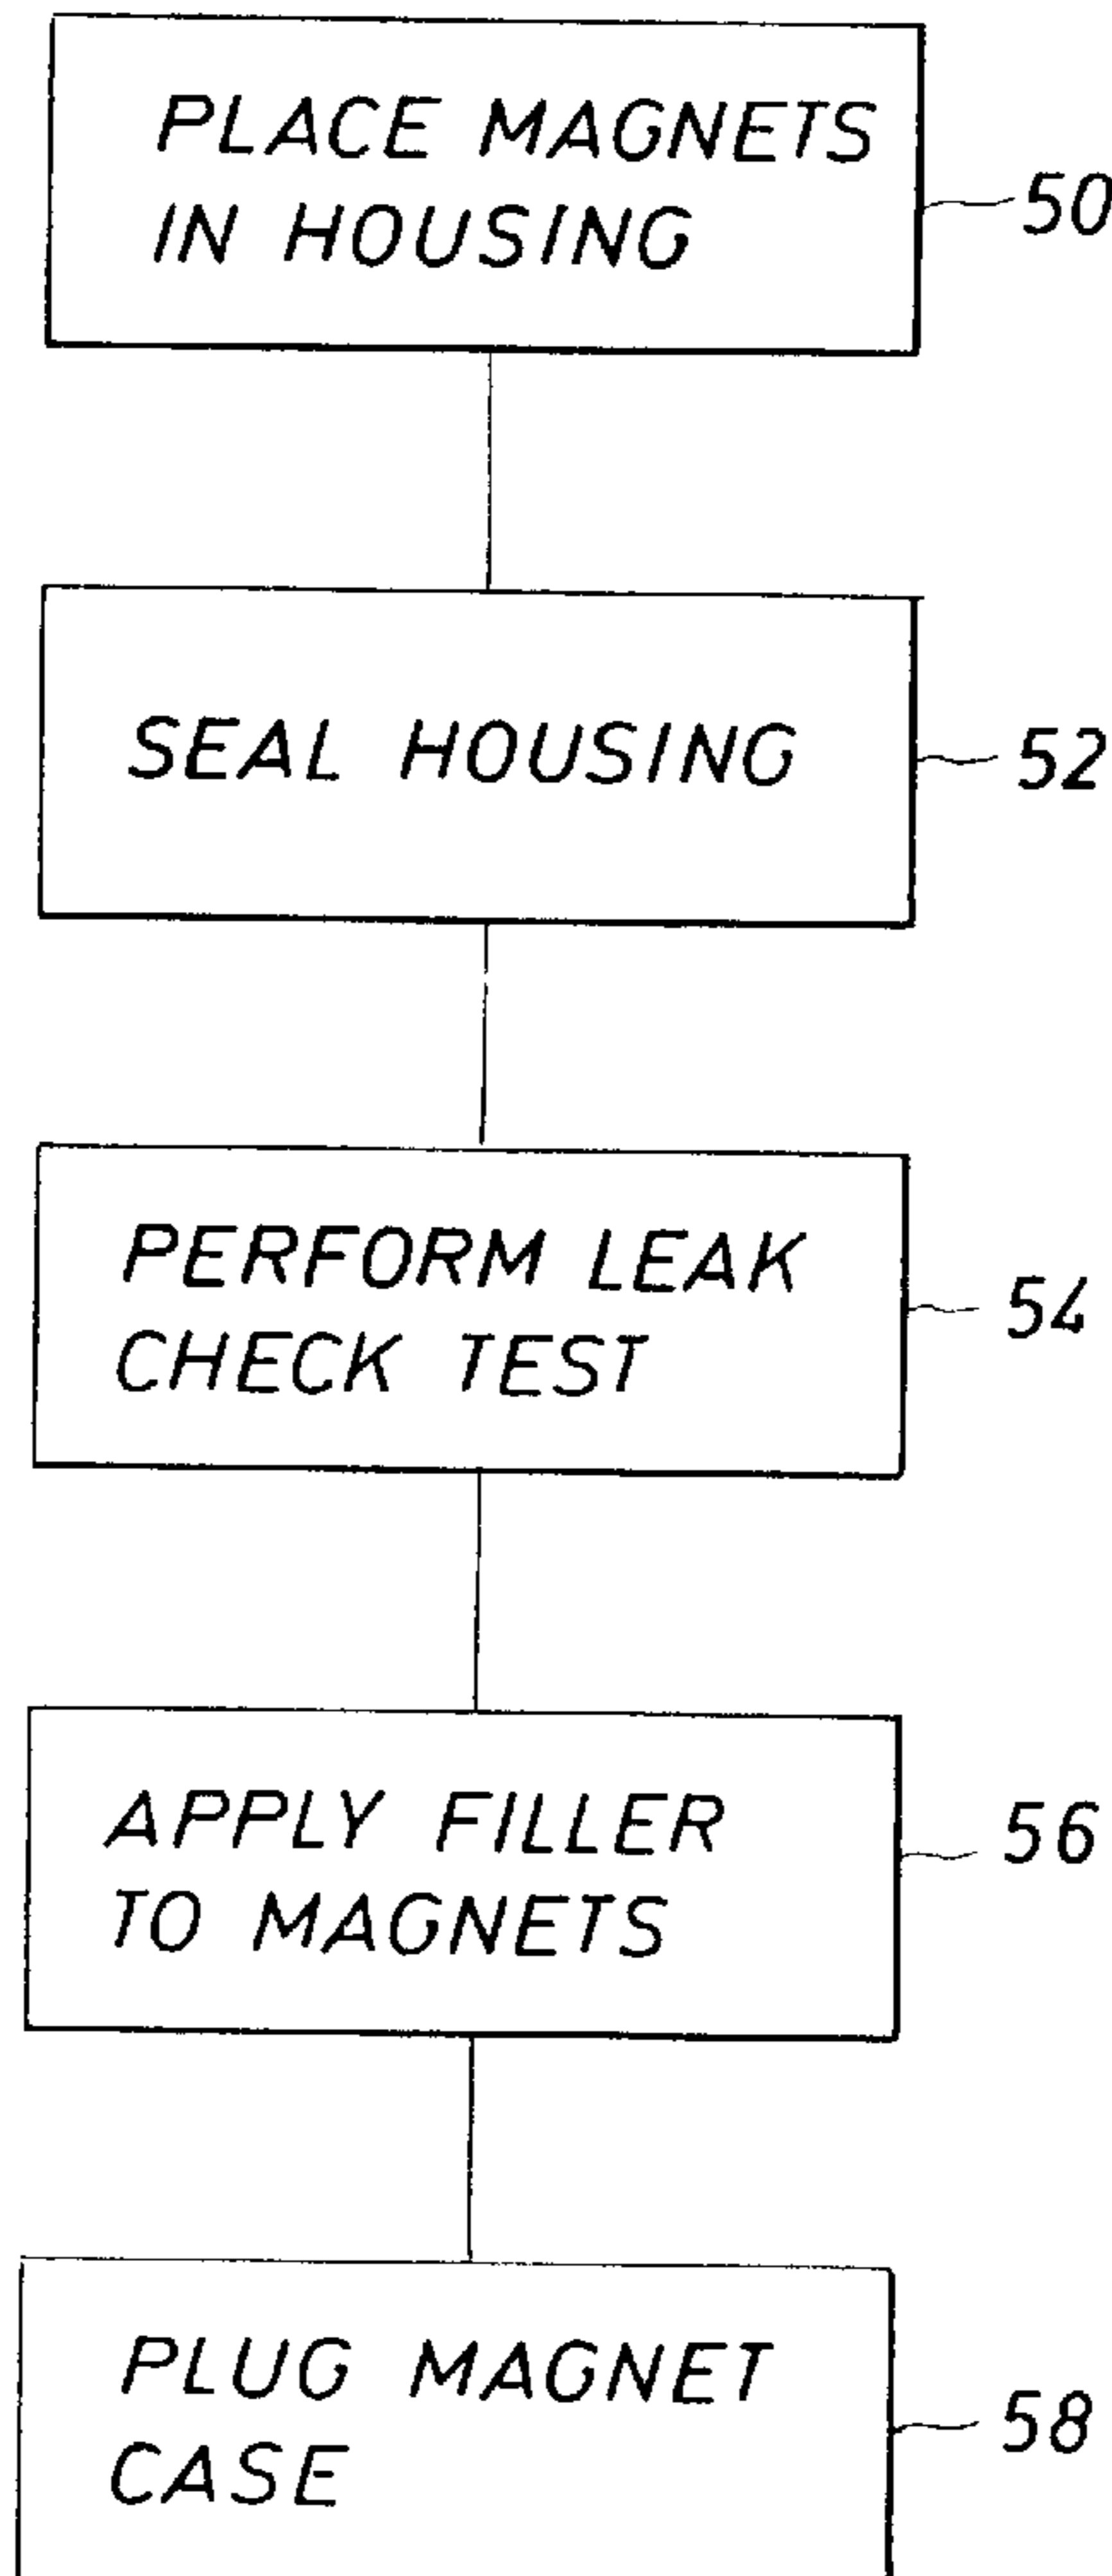 PLACE MAGNETS
IN HOUSING
50
SEAL HOUSING
52
PERFORM LEAK
CHECK TEST
54
APPLY FILLER
TO MAGNETS
56
PLUG MAGNET
CASE
58